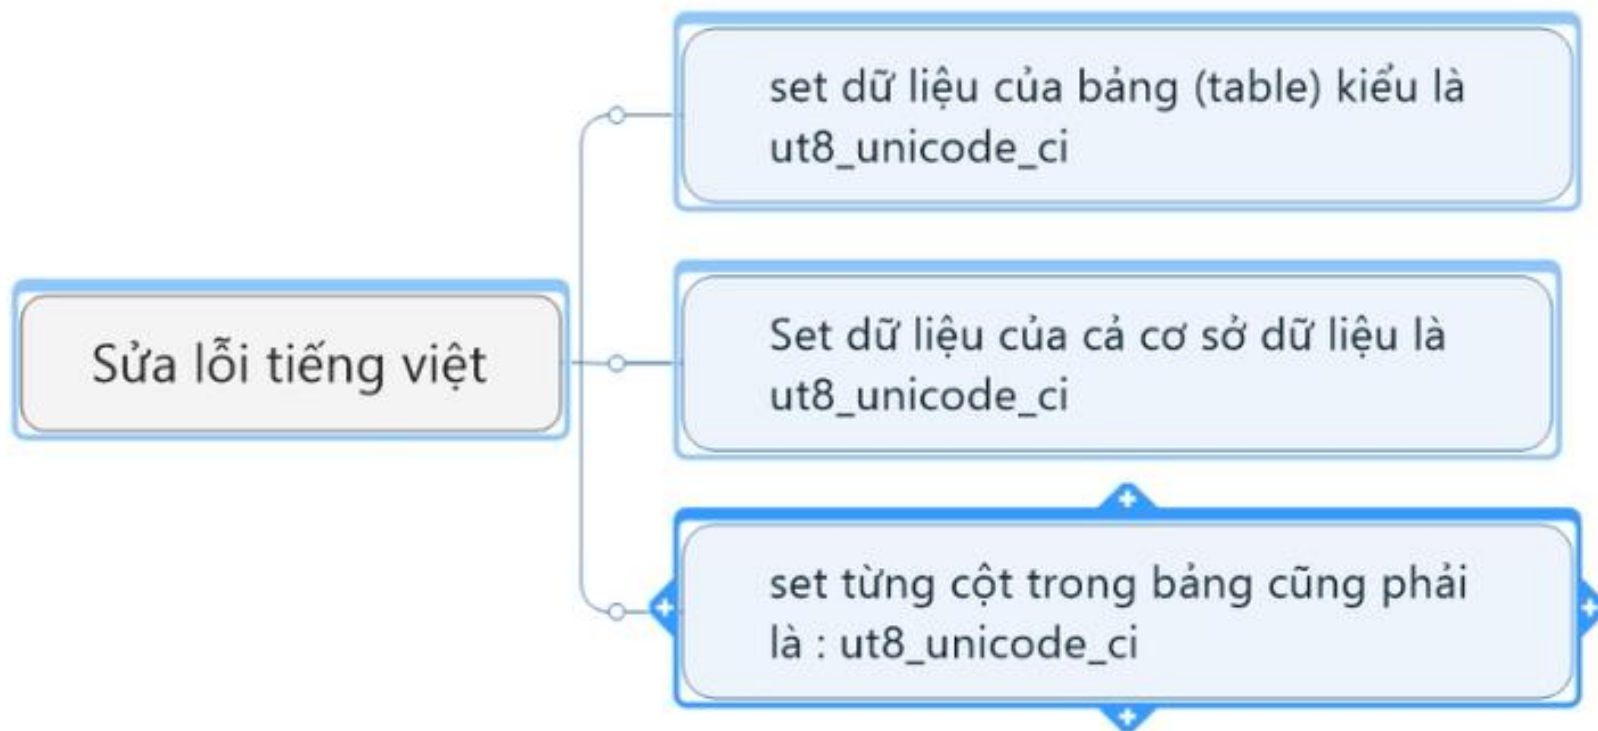 Sửa lỗi tiếng việt
set dữ liệu của bảng (table) kiểu là
ut8_unicode_ci
Set dữ liệu của cả cơ sở dữ liệu là
ut8_unicode_ci
set từng cột trong bảng cũng phải
là : ut8_unicode_ci